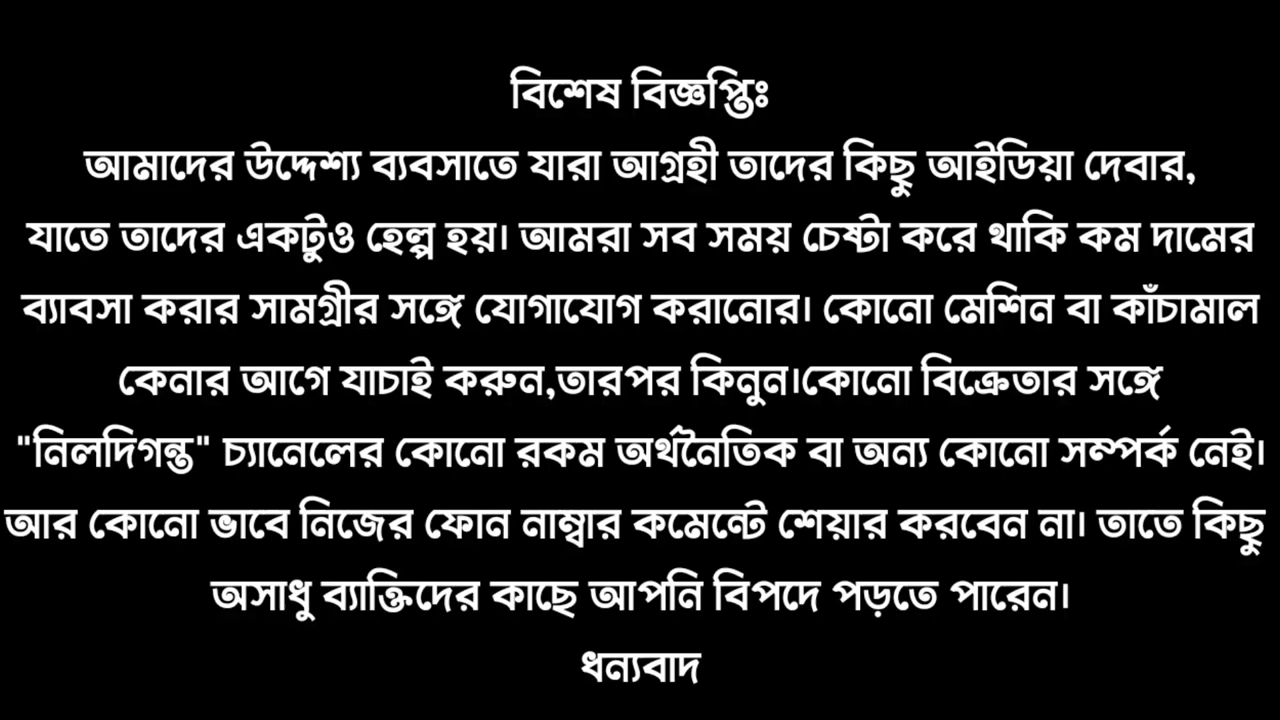 বিশেষ বিজ্ঞপ্তিঃ
আমাদের উদ্দেশ্য ব্যবসাতে যারা আগ্রহী তাদের কিছু আইডিয়া দেবার,
যাতে তাদের একটুও হেল্প হয়। আমরা সব সময় চেষ্টা করে থাকি কম দামের
ব্যাবসা করার সামগ্রীর সঙ্গে যোগাযোগ করানোর। কোনো মেশিন বা কাঁচামাল
কেনার আগে যাচাই করুন,তারপর কিনুন।কোনো বিক্রেতার সঙ্গে
"নিলদিগন্ত" চ্যানেলের কোনো রকম অর্থনৈতিক বা অন্য কোনো সম্পর্ক নেই।
আর কোনো ভাবে নিজের ফোন নাম্বার কমেন্টে শেয়ার করবেন না। তাতে কিছু
অসাধু ব্যাক্তিদের কাছে আপনি বিপদে পড়তে পারেন।
ধন্যবাদ